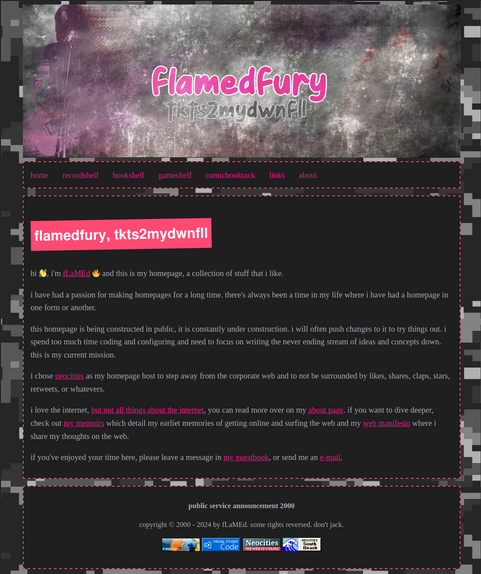 flamedfury
tkts2mydwnfll
home recordshelf bookshelf gameshelf comicbookrack links about
flamedfury, tkts2mydwnfll
hi 👋, i'm fLaMEd 🔥 and this is my homepage, a collection of stuff that i like.
i have had a passion for making homepages for a long time. there's always been a time in my life where i have had a homepage in
one form or another.
this homepage is being constructed in public, it is constantly under construction. i will often push changes to it to try things out. i
spend too much time coding and configuring and need to focus on writing the never ending stream of ideas and concepts down.
this is my current mission.
i chose neocities as my homepage host to step away from the corporate web and to not be surrounded by likes, shares, claps, stars,
retweets, or whatevers.
i love the internet, but not all things about the internet, you can read more over on my about page. if you want to dive deeper,
check out my memoirs which detail my earliet memories of getting online and surfing the web and my web manifesto where i
share my thoughts on the web.
if you've enjoyed your time here, please leave a message in my guestbook, or send me an e-mail.
public service announcement 2000
copyright © 2000 - 2024 by fLaMEd. some rights reversed. don't jack.
VISUAL STUDIO
Code
Neocities
THE WEB IS YOURS
South
Beach